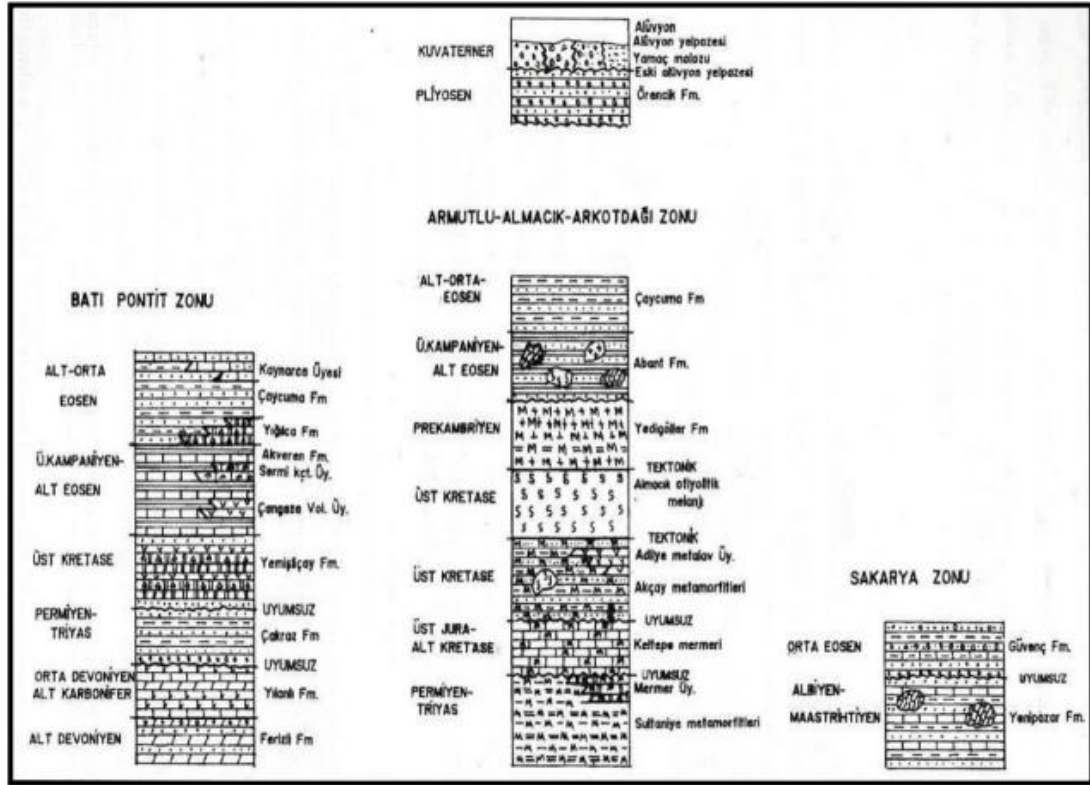 KUVATERNER
Alüvyon
Alüvyon yelpazesi
Yamaç molozu
Eski alüvyon yelpazesi
PLİYOSEN
Örencik Fm.
ARMUTLU-ALMACIK-ARKOTDAĞI ZONU
ALT-ORTA-
EOSEN
Çaycuma Fm
Ü.KAMPANİYEN-
ALT EOSEN
Abant Fm.
PREKAMBRİYEN
Yedigöller Fm
TEKTONİK
ÜST KRETASE
Almacık ofiyolitik
melanjı
TEKTONİK
Adliye metalav Üy.
ÜST KRETASE
Akçay metamorfitleri
UYUMSUZ
ÜST JURA-
ALT KRETASE
Keltepe mermeri
UYUMSUZ
Mermer Üy.
PERMİYEN-
TRİYAS
Sultaniye metamorfitleri
BATI PONTİT ZONU
ALT-ORTA
EOSEN
Kaynarca Üyesi
Çaycuma Fm
Yığılca Fm
Ü.KAMPANİYEN-
ALT EOSEN
Akveren Fm.
Sarmi kçt. Üy.
Çangaza Vol. Üy.
ÜST KRETASE
Yemişliçay Fm.
UYUMSUZ
PERMİYEN-
TRİYAS
Çakraz Fm
UYUMSUZ
ORTA DEVONİYEN
ALT KARBONİFER
Yılanlı Fm.
ALT DEVONİYEN
Ferizli Fm
SAKARYA ZONU
ORTA EOSEN
Güvenç Fm.
UYUMSUZ
ALBİYEN-
MAASTRİHTİYEN
Yenipazar Fm.